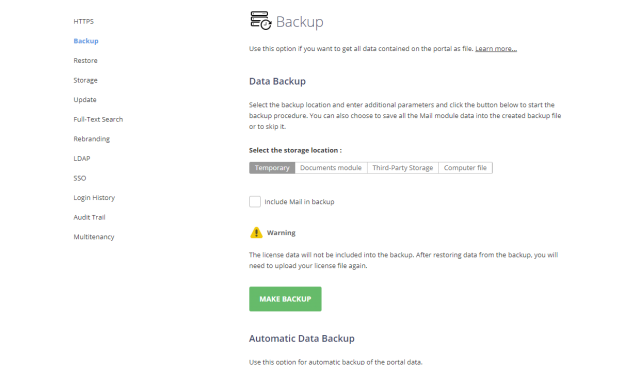 HTTPS
Backup
Restore
Storage
Update
Full-Text Search
Rebranding
LDAP
SSO
Login History
Audit Trail
Multitenancy
Backup
Use this option if you want to get all data contained on the portal as file. Learn more...
Data Backup
Select the backup location and enter additional parameters and click the button below to start the
backup procedure. You can also choose to save all the Mail module data into the created backup file
or to skip it.
Select the storage location :
Temporary Documents module Third-Party Storage Computer file
Include Mail in backup
Warning
The license data will not be included into the backup. After restoring data from the backup, you will
need to upload your license file again.
MAKE BACKUP
Automatic Data Backup
Use this option for automatic backup of the portal data.